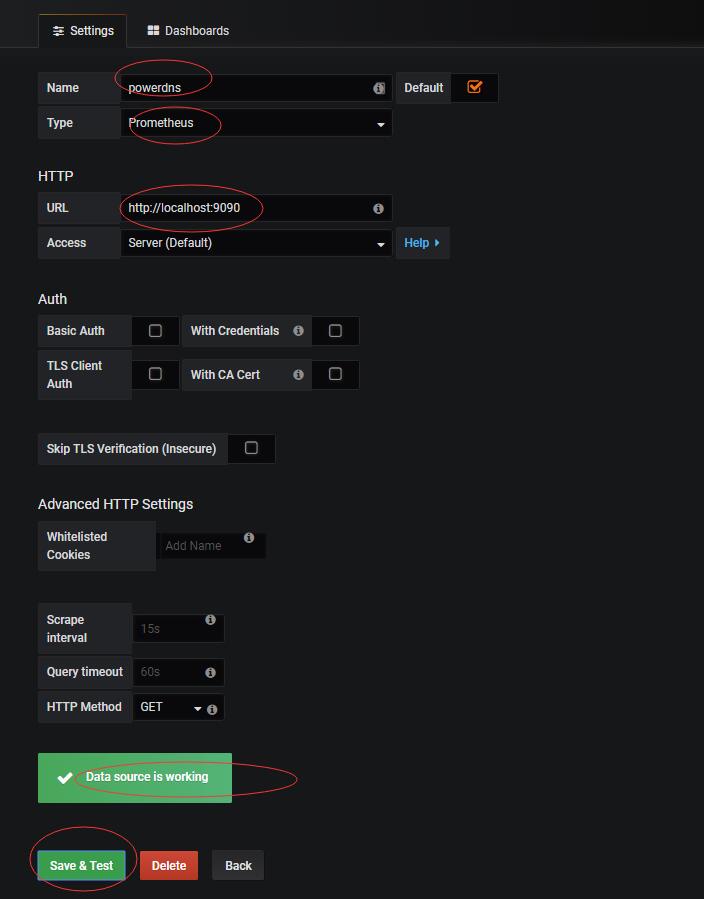 Settings Dashboards
Name powerdns Default
Type Prometheus
HTTP
URL http://localhost:9090
Access Server (Default) Help
Auth
Basic Auth With Credentials
TLS Client
Auth
With CA Cert
Skip TLS Verification (Insecure)
Advanced HTTP Settings
Whitelisted
Cookies
Add Name
Scrape
interval
15s
Query timeout 60s
HTTP Method GET
Data source is working
Save & Test Delete Back